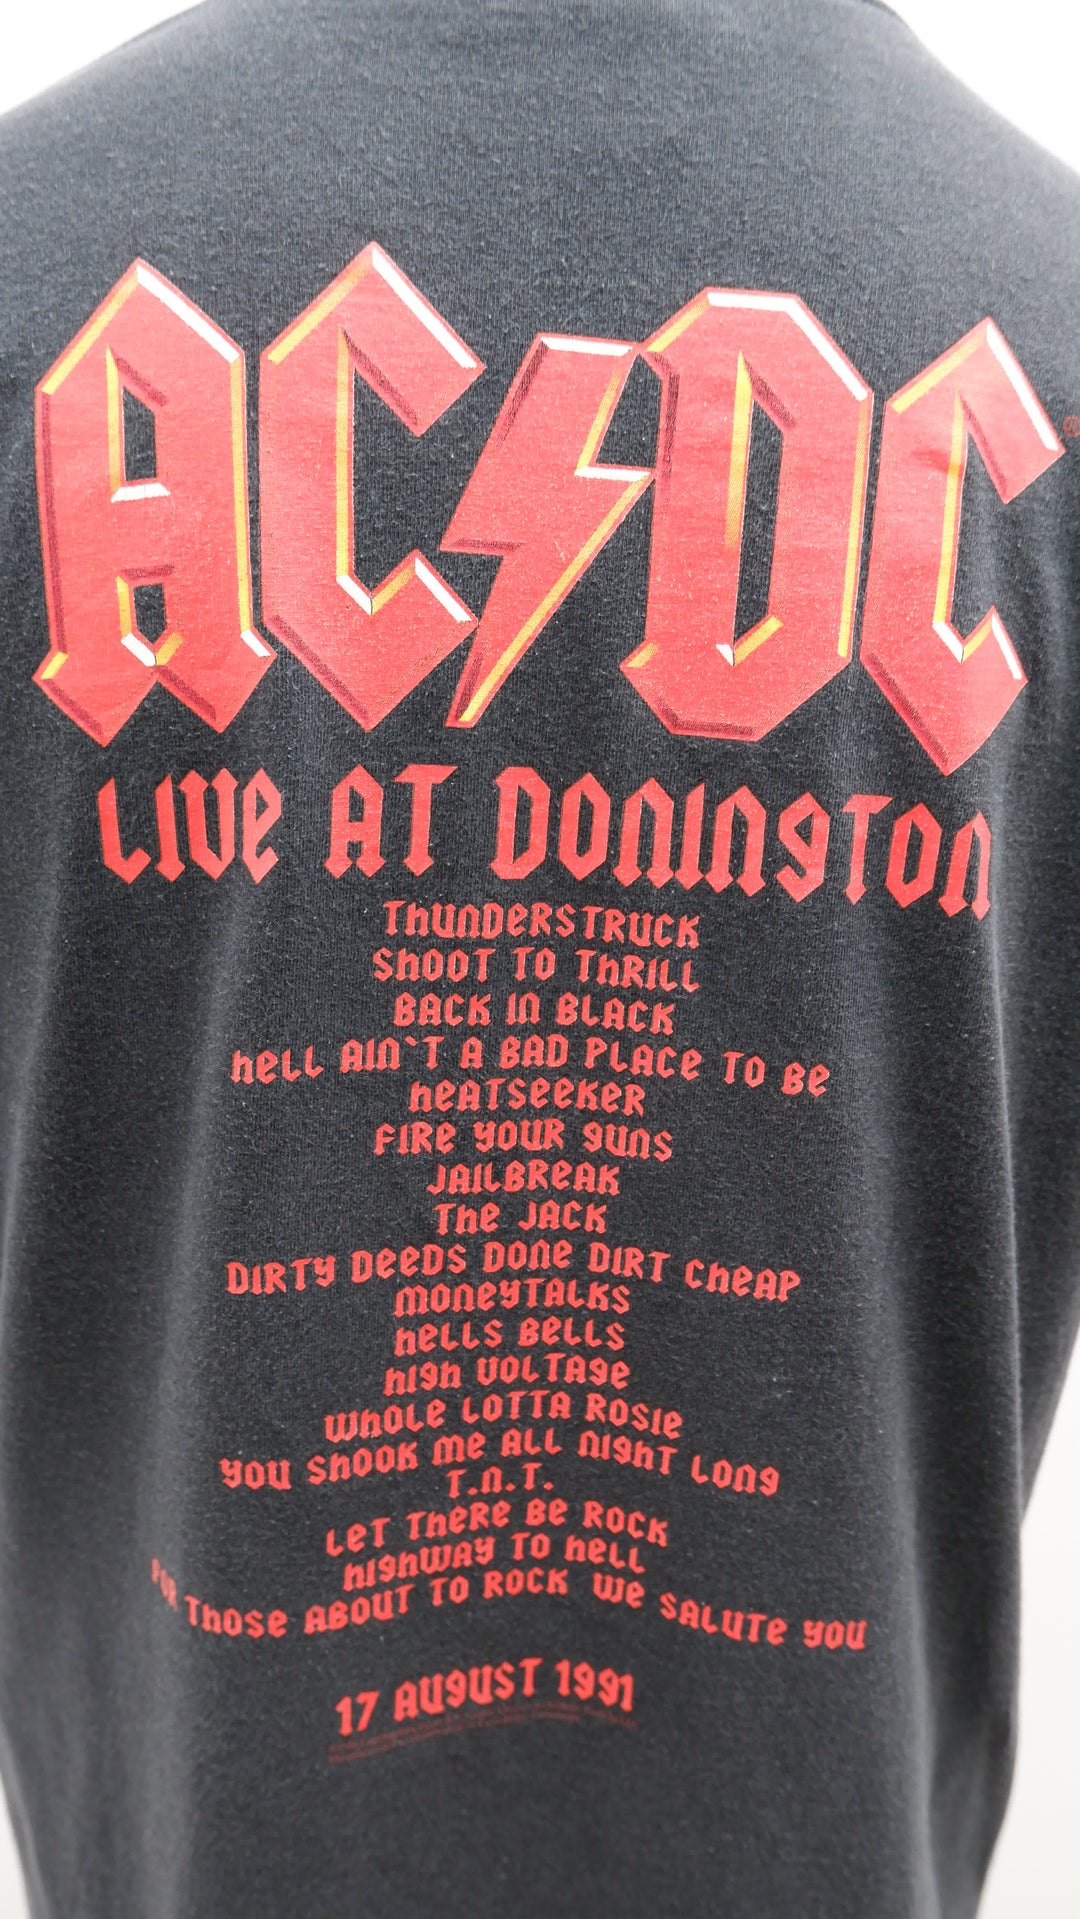 AC/DC
®
LIVE AT DONINGTON
THUNDERSTRUCK
SHOOT TO THRILL
BACK IN BLACK
HELL AIN`T A BAD PLACE TO BE
HEATSEEKER
FIRE YOUR GUNS
JAILBREAK
THE JACK
DIRTY DEEDS DONE DIRT CHEAP
MONEYTALKS
HELLS BELLS
HIGH VOLTAGE
WHOLE LOTTA ROSIE
YOU SHOOK ME ALL NIGHT LONG
T.N.T.
LET THERE BE ROCK
HIGHWAY TO HELL
FOR THOSE ABOUT TO ROCK WE SALUTE YOU
17 AUGUST 1991